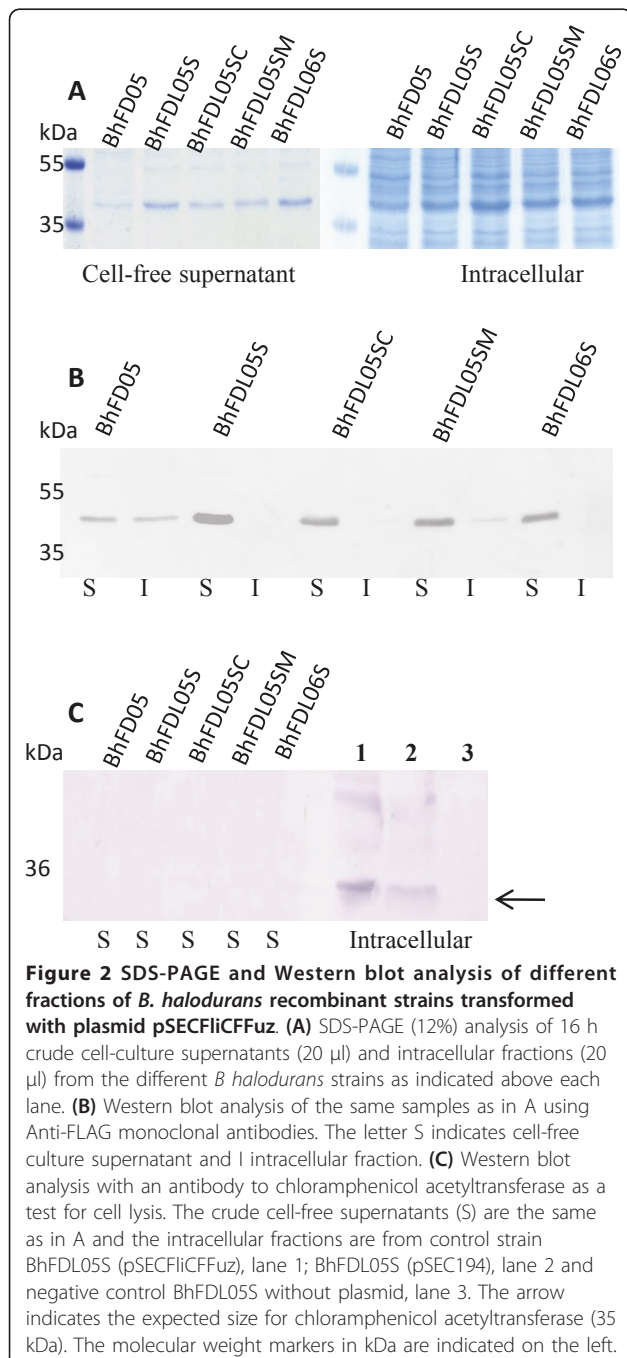 A
kDa
BhFD05
BhFDL05S
BhFDL05SC
BhFDL05SM
BhFDL06S
BhFD05
BhFDL05S
BhFDL05SC
BhFDL05SM
BhFDL06S
55
35
Cell-free supernatant Intracellular
B
kDa
BhFD05
BhFDL05S
BhFDL05SC
BhFDL05SM
BhFDL06S
55
35
S I S I S I S I S I
C
kDa
BhFD05
BhFDL05S
BhFDL05SC
BhFDL05SM
BhFDL06S
1 2 3
36
S S S S S Intracellular
Figure 2 SDS-PAGE and Western blot analysis of different
fractions of B. halodurans recombinant strains transformed
with plasmid pSECFliCFFuz. (A) SDS-PAGE (12%) analysis of 16 h
crude cell-culture supernatants (20 μl) and intracellular fractions (20
μl) from the different B halodurans strains as indicated above each
lane. (B) Western blot analysis of the same samples as in A using
Anti-FLAG monoclonal antibodies. The letter S indicates cell-free
culture supernatant and I intracellular fraction. (C) Western blot
analysis with an antibody to chloramphenicol acetyltransferase as a
test for cell lysis. The crude cell-free supernatants (S) are the same
as in A and the intracellular fractions are from control strain
BhFDL05S (pSECFliCFFuz), lane 1; BhFDL05S (pSEC194), lane 2 and
negative control BhFDL05S without plasmid, lane 3. The arrow
indicates the expected size for chloramphenicol acetyltransferase (35
kDa). The molecular weight markers in kDa are indicated on the left.